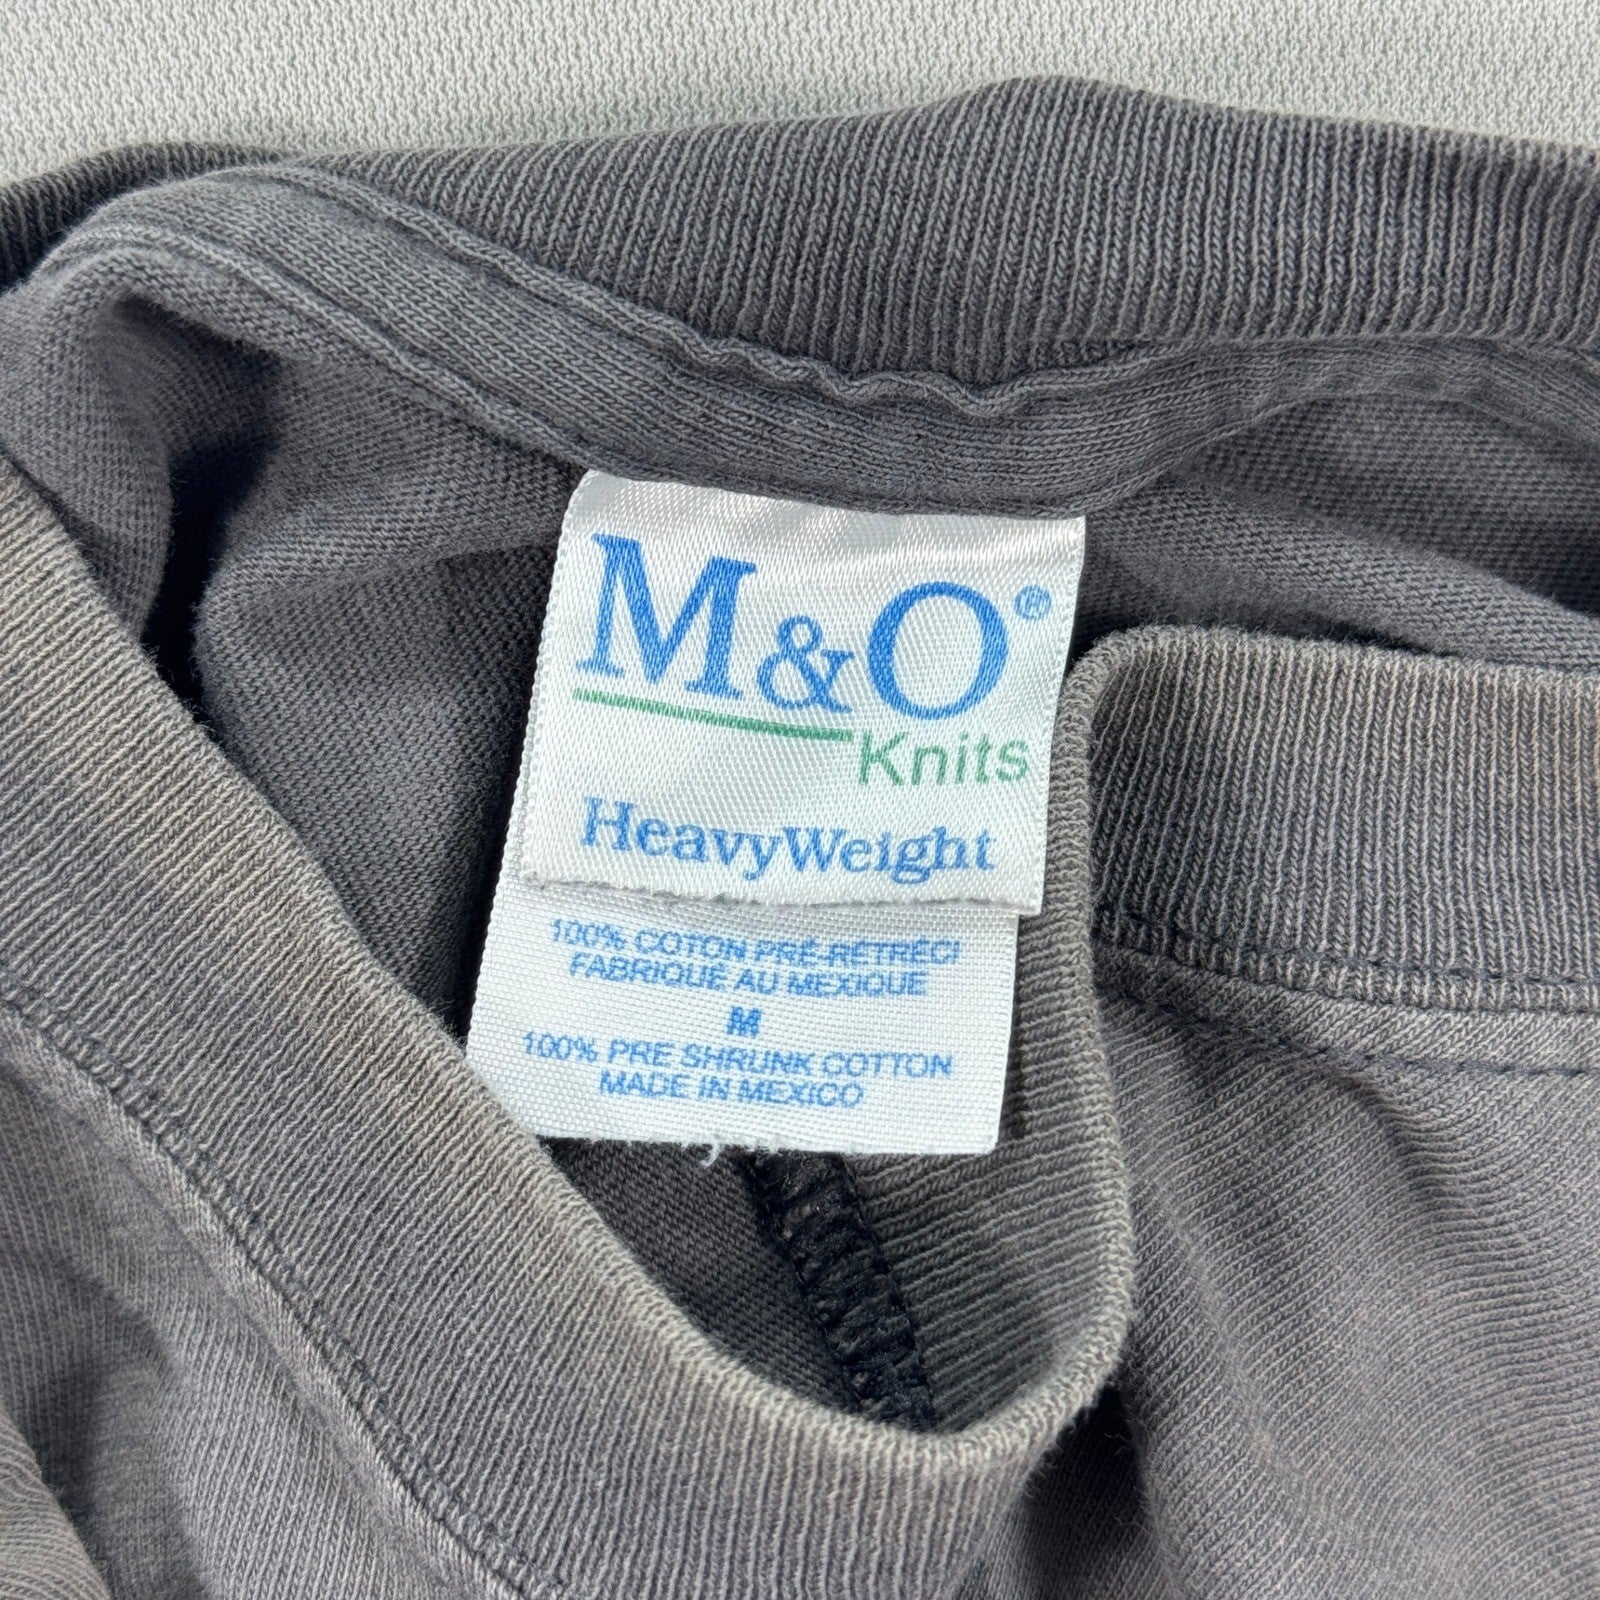 M&O®
Knits
HeavyWeight
100% COTON PRÉ-RÉTRÉCI
FABRIQUÉ AU MEXIQUE
M
100% PRE SHRUNK COTTON
MADE IN MEXICO